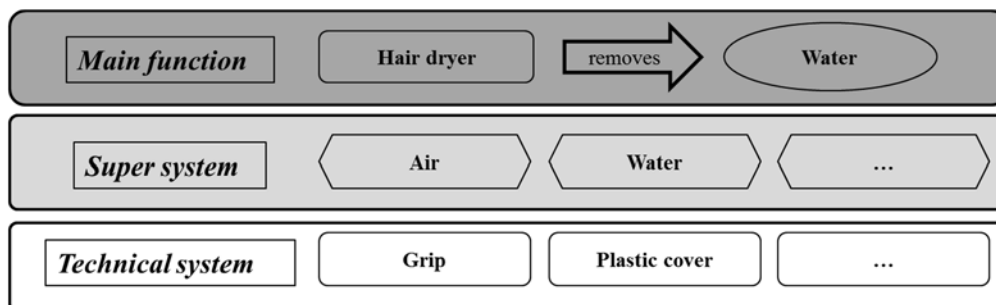 Main function Hair dryer removes Water
Super system Air Water ...
Technical system Grip Plastic cover ...